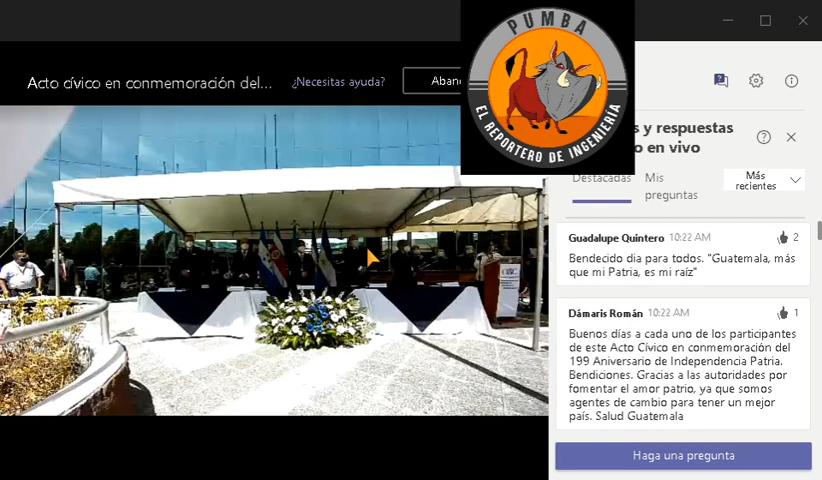 PUMBA
EL REPORTERO DE INGENIERÍA
Acto cívico en conmemoración del...
¿Necesitas ayuda?
Aban
s y respuestas
o en vivo
Destacadas
Mis
preguntas
Más
recientes
Guadalupe Quintero 10:22 AM
2
Bendecido dia para todos. "Guatemala, más
que mi Patria, es mi raíz"
Dámaris Román 10:22 AM
1
Buenos días a cada uno de los participantes
de este Acto Cívico en conmemoración del
199 Aniversario de Independencia Patria.
Bendiciones. Gracias a las autoridades por
fomentar el amor patrio, ya que somos
agentes de cambio para tener un mejor
país. Salud Guatemala
Haga una pregunta